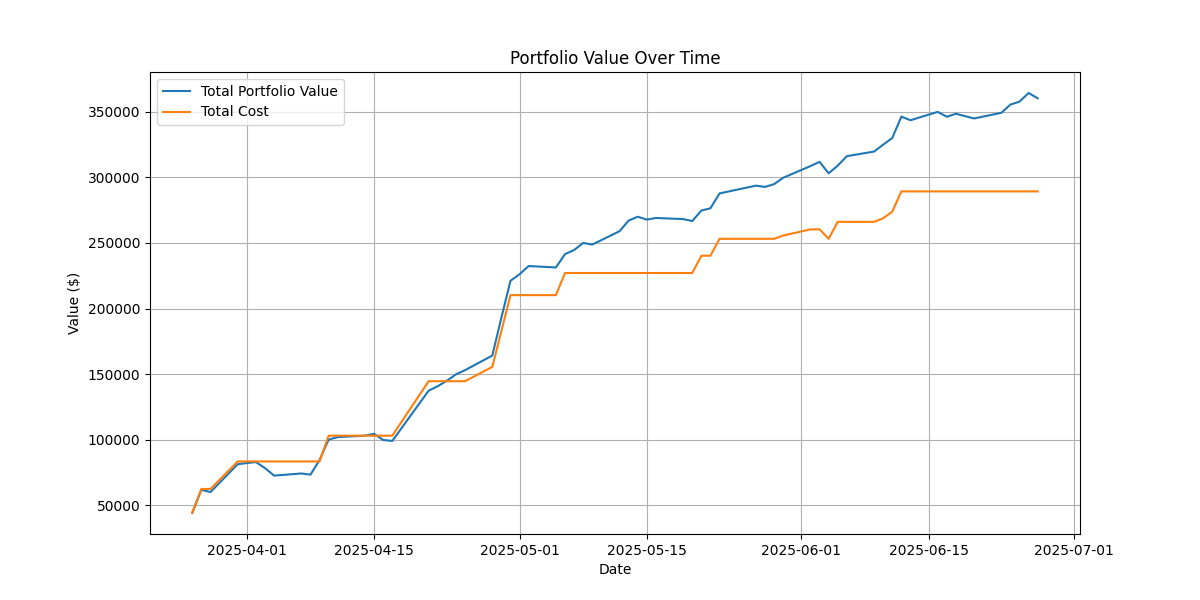 Portfolio Value Over Time
Total Portfolio Value
Total Cost
Value ($)
350000
300000
250000
200000
150000
100000
50000
2025-04-01 2025-04-15 2025-05-01 2025-05-15 2025-06-01 2025-06-15 2025-07-01
Date